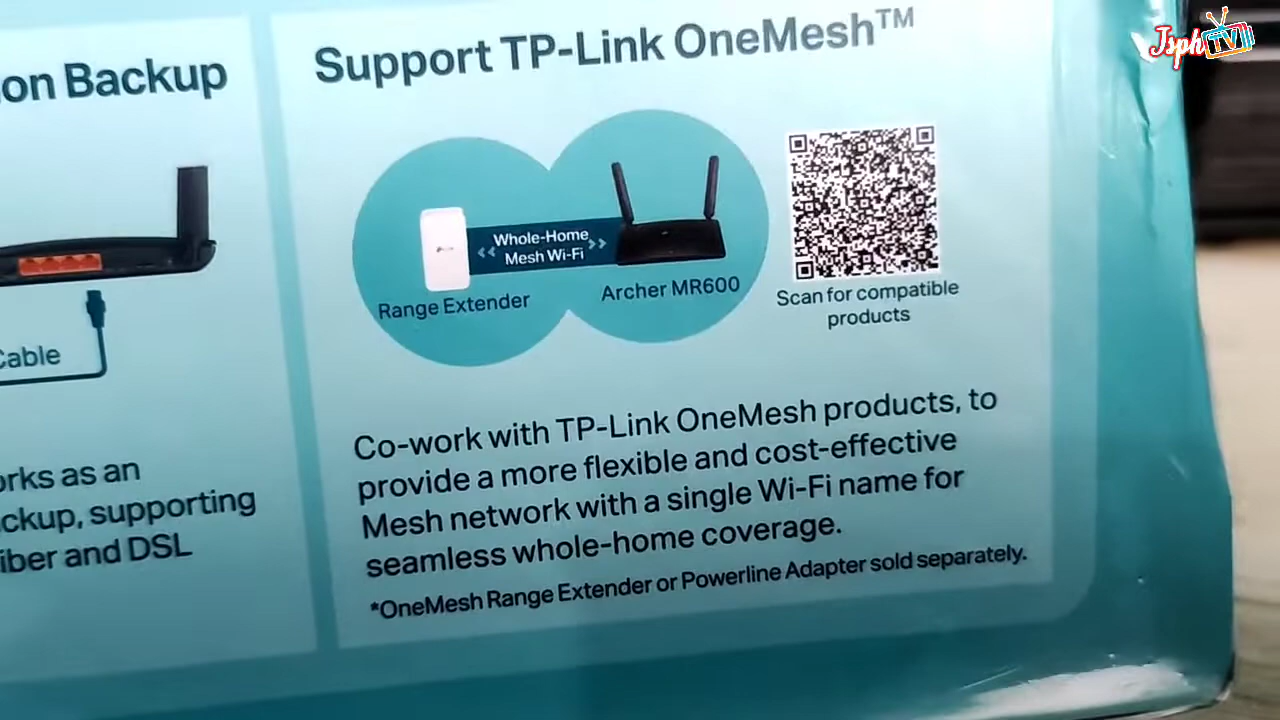 on Backup
Cable
orks as an
ckup, supporting
iber and DSL
Support TP-Link OneMesh™
Whole-Home
Mesh Wi-Fi
Range Extender
Archer MR600
Scan for compatible
products
Co-work with TP-Link OneMesh products, to
provide a more flexible and cost-effective
Mesh network with a single Wi-Fi name for
seamless whole-home coverage.
*OneMesh Range Extender or Powerline Adapter sold separately.
Jsph TV